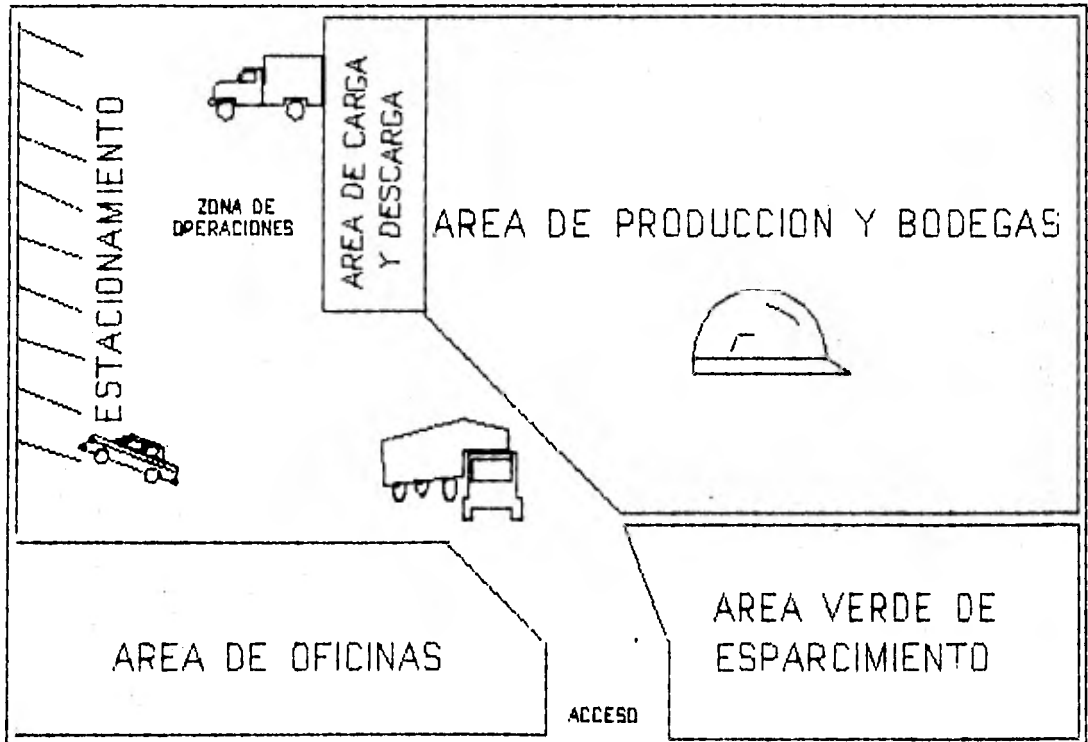 ESTACIONAMIENTO
ZONA DE
OPERACIONES
AREA DE CARGA
Y DESCARGA
AREA DE PRODUCCION Y BODEGAS
AREA DE OFICINAS
ACCESO
AREA VERDE DE
ESPARCIMIENTO